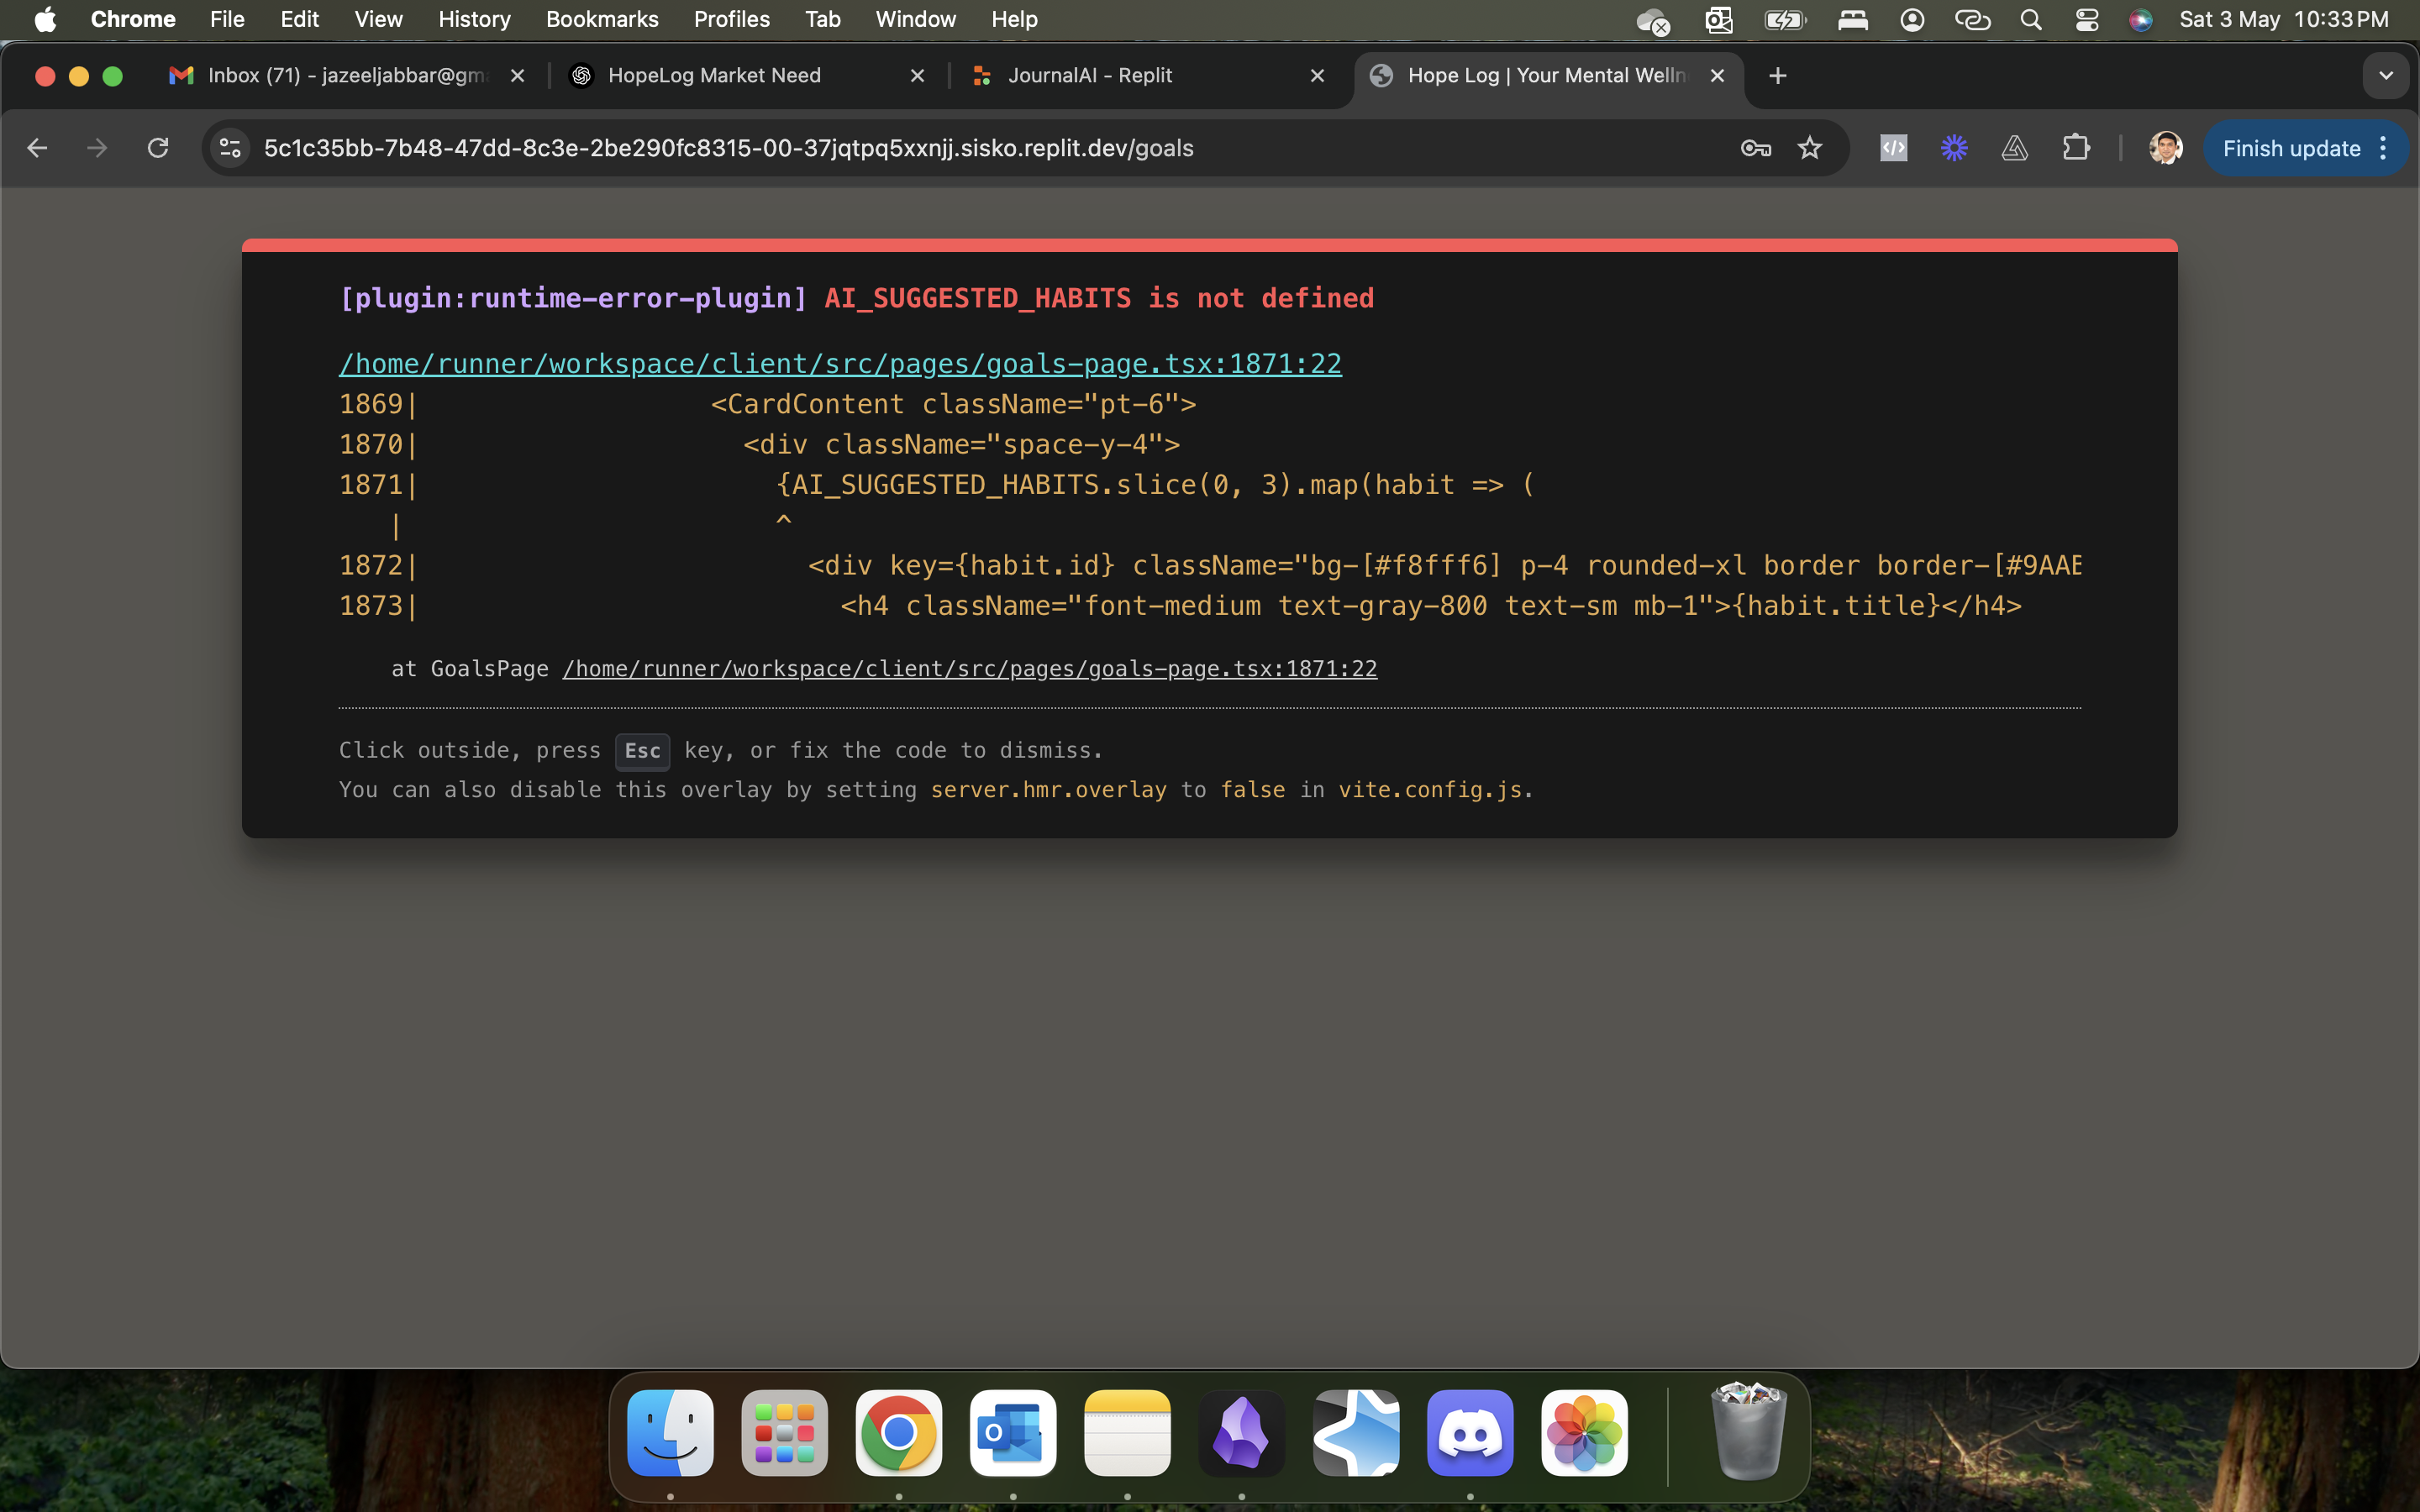 Chrome File Edit View History Bookmarks Profiles Tab Window Help Sat 3 May 10:33 PM
Inbox (71) - jazeeljabbar@gm HopeLog Market Need JournalAI - Replit Hope Log | Your Mental Welln
5c1c35bb-7b48-47dd-8c3e-2be290fc8315-00-37jqtpq5xxnjj.sisko.replit.dev/goals Finish update
[plugin:runtime-error-plugin] AI_SUGGESTED_HABITS is not defined
/home/runner/workspace/client/src/pages/goals-page.tsx:1871:22
1869| <CardContent className="pt-6">
1870| <div className="space-y-4">
1871| {AI_SUGGESTED_HABITS.slice(0, 3).map(habit => (
| ^
1872| <div key={habit.id} className="bg-[#f8fff6] p-4 rounded-xl border border-[#9AAE
1873| <h4 className="font-medium text-gray-800 text-sm mb-1">{habit.title}</h4>
at GoalsPage /home/runner/workspace/client/src/pages/goals-page.tsx:1871:22
Click outside, press Esc key, or fix the code to dismiss.
You can also disable this overlay by setting server.hmr.overlay to false in vite.config.js.